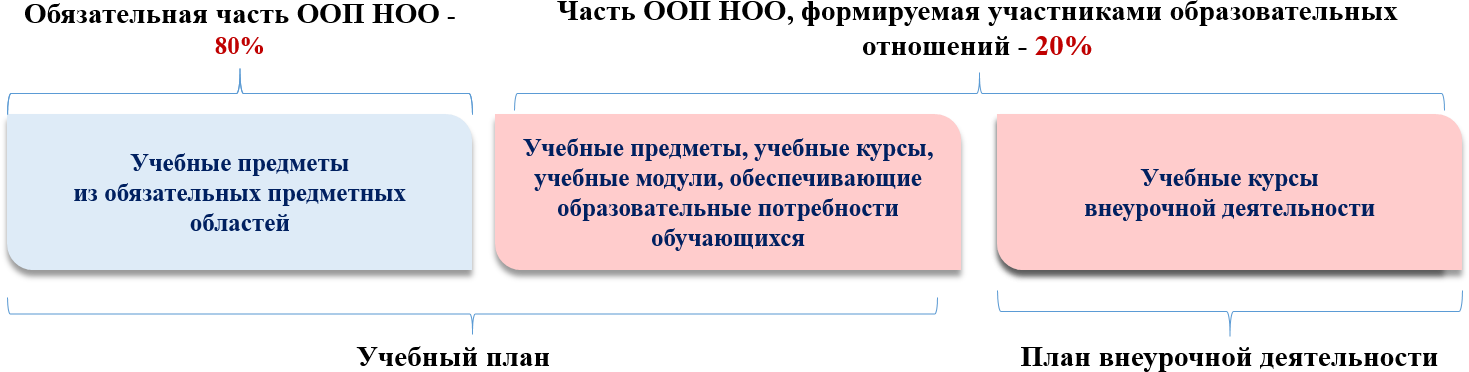 Обязательная часть ООП НОО -
80%
Часть ООП НОО, формируемая участниками образовательных
отношений - 20%
Учебные предметы
из обязательных предметных
областей
Учебные предметы, учебные курсы,
учебные модули, обеспечивающие
образовательные потребности
обучающихся
Учебные курсы
внеурочной деятельности
Учебный план
План внеурочной деятельности